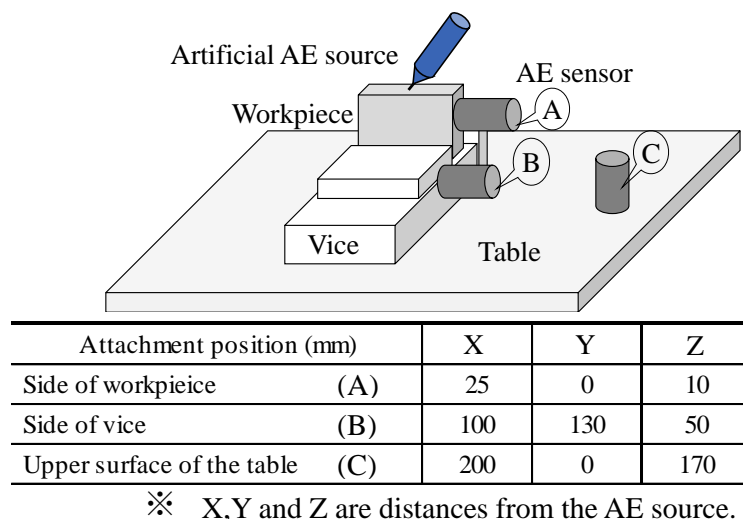 Artificial AE source
AE sensor
Workpiece
A
B
C
Vice
Table
Attachment position (mm) X Y Z
Side of workpieice (A) 25 0 10
Side of vice (B) 100 130 50
Upper surface of the table (C) 200 0 170
※ X,Y and Z are distances from the AE source.